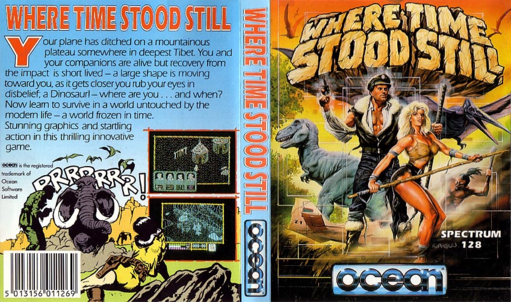 WHERE TIME STOOD STILL
Your plane has ditched on a mountainous
plateau somewhere in deepest Tibet. You and
your companions are alive but recovery from
the impact is short lived – a large shape is moving
toward you, as it gets closer you rub your eyes in
disbelief; a Dinosaur! – where are you . . . and when?
Now learn to survive in a world untouched by the
modern life – a world frozen in time.
Stunning graphics and startling
action in this thrilling innovative
game.
ocean is the registered
trademark of
Ocean
Software
Limited
RRRRRRR!
5 013156 011269
WHERE TIME STOOD STILL
ocean
WHERE TIME
STOOD STILL
SPECTRUM
128
ocean